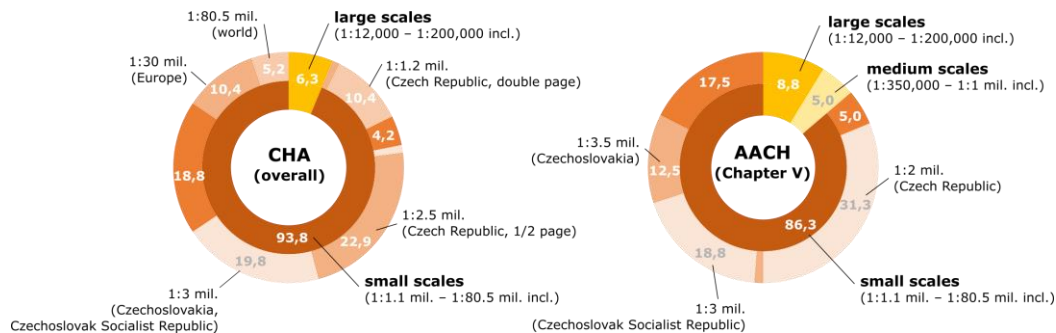 1:80.5 mil.
(world)
large scales
(1:12,000 – 1:200,000 incl.)
1:30 mil.
(Europe)
5,2
6,3
1:1.2 mil.
(Czech Republic, double page)
10,4
10,4
4,2
CHA
(overall)
18,8
1:2.5 mil.
(Czech Republic, 1/2 page)
93,8
22,9
19,8
small scales
(1:1.1 mil. – 1:80.5 mil. incl.)
1:3 mil.
(Czechoslovakia,
Czechoslovak Socialist Republic)
large scales
(1:12,000 – 1:200,000 incl.)
medium scales
(1:350,000 – 1:1 mil. incl.)
17,5
8,8
5,0
5,0
1:3.5 mil.
(Czechoslovakia)
12,5
AACH
(Chapter V)
1:2 mil.
(Czech Republic)
31,3
86,3
18,8
small scales
(1:1.1 mil. – 1:80.5 mil. incl.)
1:3 mil.
(Czechoslovak Socialist Republic)